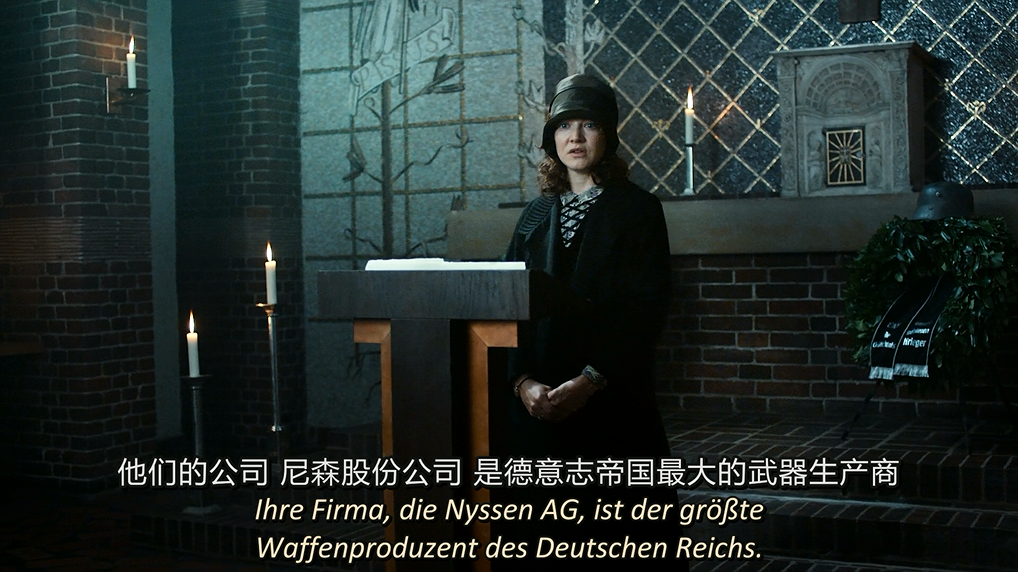 Krieger
他们的公司 尼森股份公司 是德意志帝国最大的武器生产商
Ihre Firma, die Nyssen AG, ist der größte
Waffenproduzent des Deutschen Reichs.